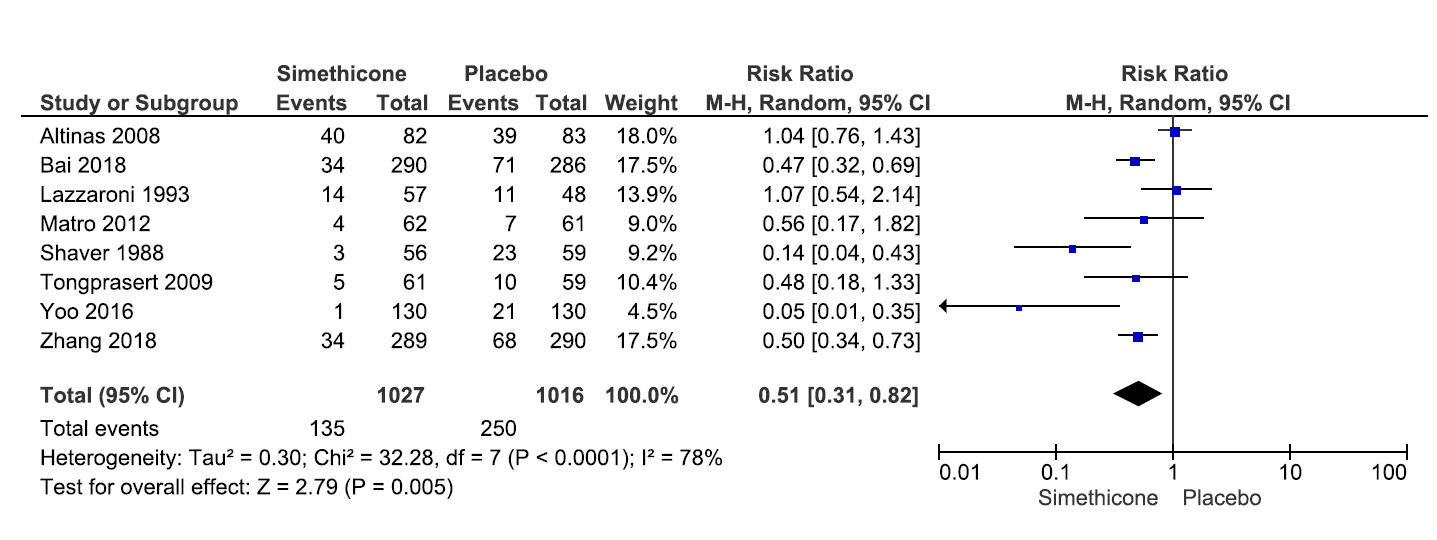 Simethicone Placebo Risk Ratio Risk Ratio
Study or Subgroup Events Total Events Total Weight M-H, Random, 95% CI M-H, Random, 95% CI
Altinas 2008 40 82 39 83 18.0% 1.04 [0.76, 1.43]
Bai 2018 34 290 71 286 17.5% 0.47 [0.32, 0.69]
Lazzaroni 1993 14 57 11 48 13.9% 1.07 [0.54, 2.14]
Matro 2012 4 62 7 61 9.0% 0.56 [0.17, 1.82]
Shaver 1988 3 56 23 59 9.2% 0.14 [0.04, 0.43]
Tongprasert 2009 5 61 10 59 10.4% 0.48 [0.18, 1.33]
Yoo 2016 1 130 21 130 4.5% 0.05 [0.01, 0.35]
Zhang 2018 34 289 68 290 17.5% 0.50 [0.34, 0.73]
Total (95% CI) 1027 1016 100.0% 0.51 [0.31, 0.82]
Total events 135 250
Heterogeneity: Tau² = 0.30; Chi² = 32.28, df = 7 (P < 0.0001); I² = 78%
Test for overall effect: Z = 2.79 (P = 0.005)
0.01 0.1 1 10 100
Simethicone Placebo